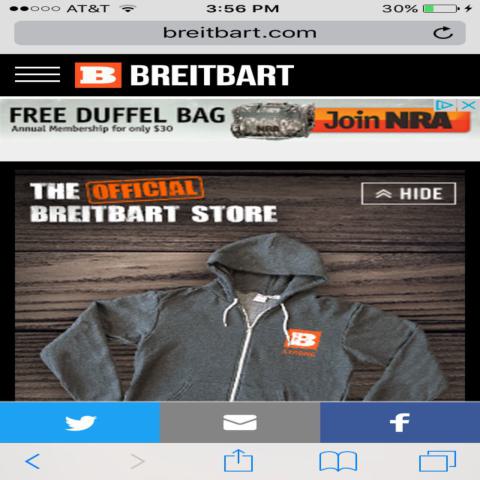 AT&T 3:56 PM 30%
breitbart.com
B BREITBART
FREE DUFFEL BAG
Annual Membership for only $30
NRA
Join NRA
THE OFFICIAL
BREITBART STORE
HIDE
B